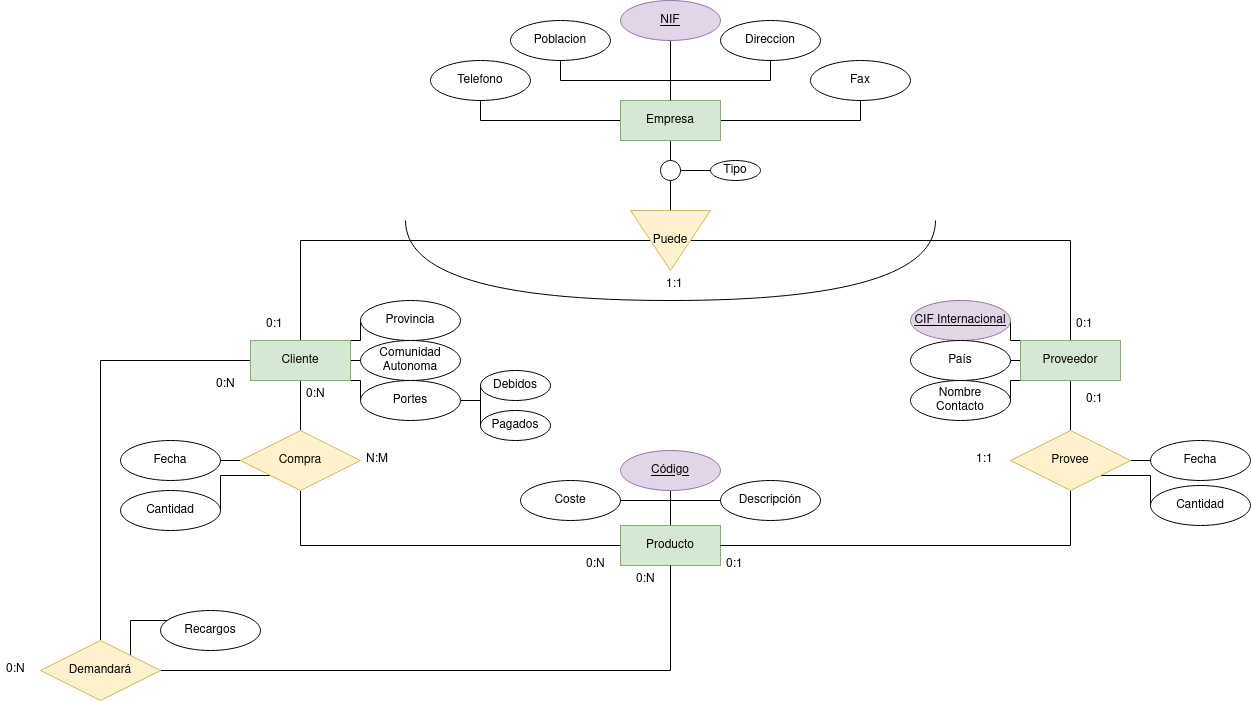 NIF
Poblacion
Direccion
Telefono
Fax
Empresa
Tipo
Puede
1:1
0:1
0:1
Provincia
CIF Internacional
Cliente
Comunidad
Autonoma
País
Proveedor
0:N
0:N
Portes
Debidos
Pagados
Nombre
Contacto
0:1
Fecha
Compra
N:M
Cantidad
Código
Coste
Descripción
1:1
Provee
Fecha
Cantidad
Producto
0:N
0:N
0:1
Recargos
0:N
Demandará